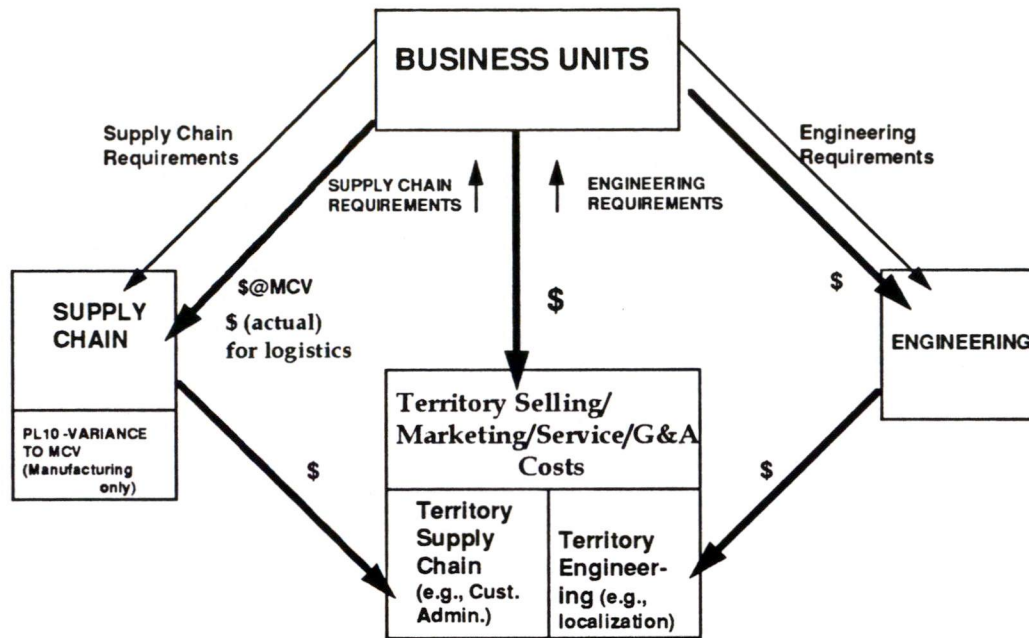 BUSINESS UNITS
Supply Chain
Requirements
Engineering
Requirements
SUPPLY CHAIN
REQUIREMENTS
ENGINEERING
REQUIREMENTS
$@MCV
$ (actual)
for logistics
$
$
SUPPLY
CHAIN
ENGINEERING
PL10 -VARIANCE
TO MCV
(Manufacturing
only)
$
$
Territory Selling/
Marketing/Service/G&A
Costs
Territory
Supply
Chain
(e.g., Cust.
Admin.)
Territory
Engineer-
ing (e.g.,
localization)